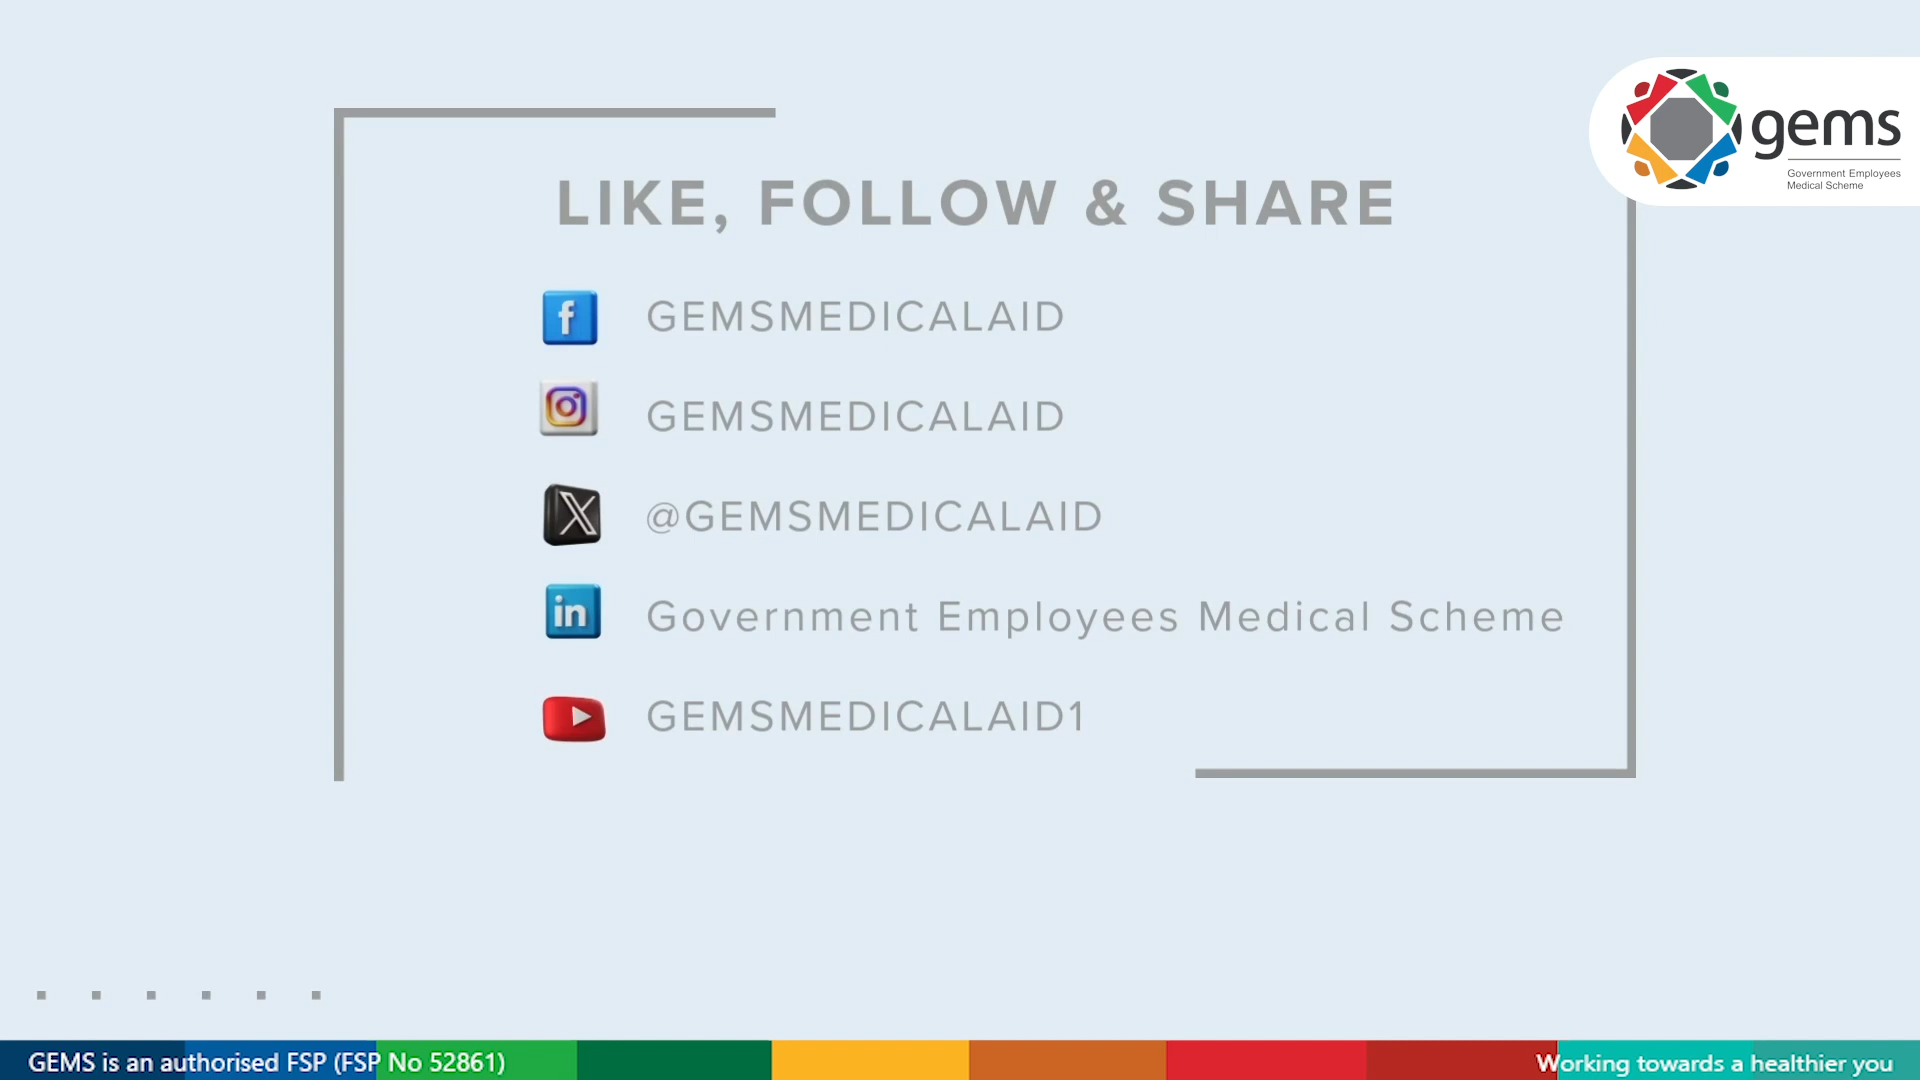 gems
Government Employees
Medical Scheme
LIKE, FOLLOW & SHARE
GEMSMEDICALAID
GEMSMEDICALAID
@GEMSMEDICALAID
Government Employees Medical Scheme
GEMSMEDICALAID1
GEMS is an authorised FSP (FSP No 52861)
Working towards a healthier you